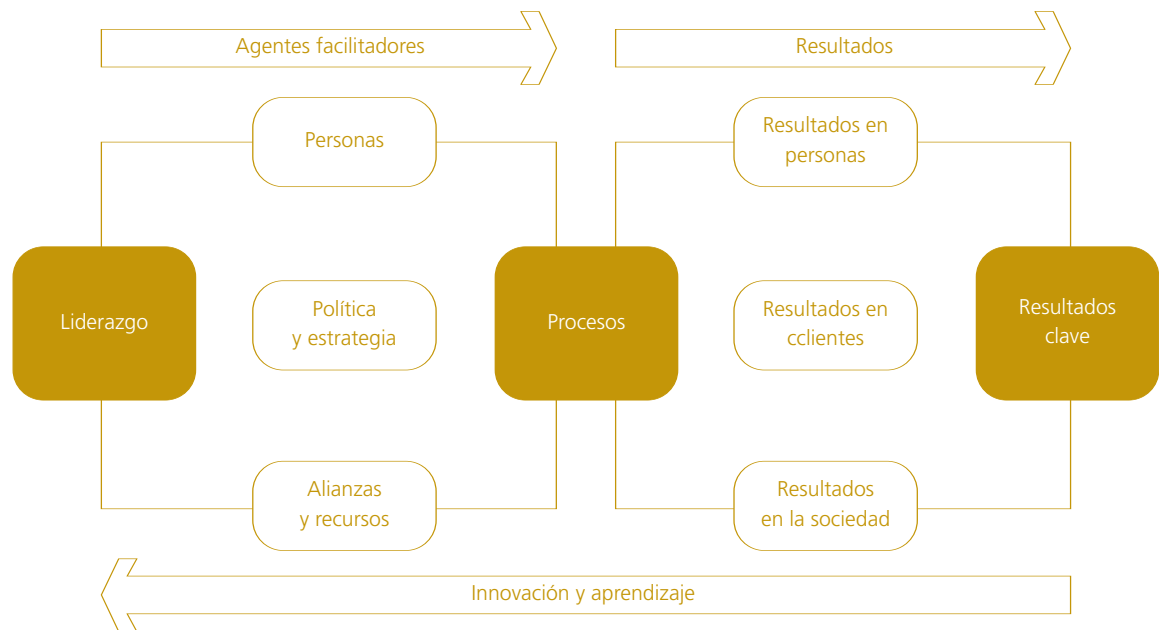 Agentes facilitadores
Resultados
Personas
Resultados en
personas
Liderazgo
Política
y estrategia
Procesos
Resultados en
cclientes
Resultados
clave
Alianzas
y recursos
Resultados
en la sociedad
Innovación y aprendizaje